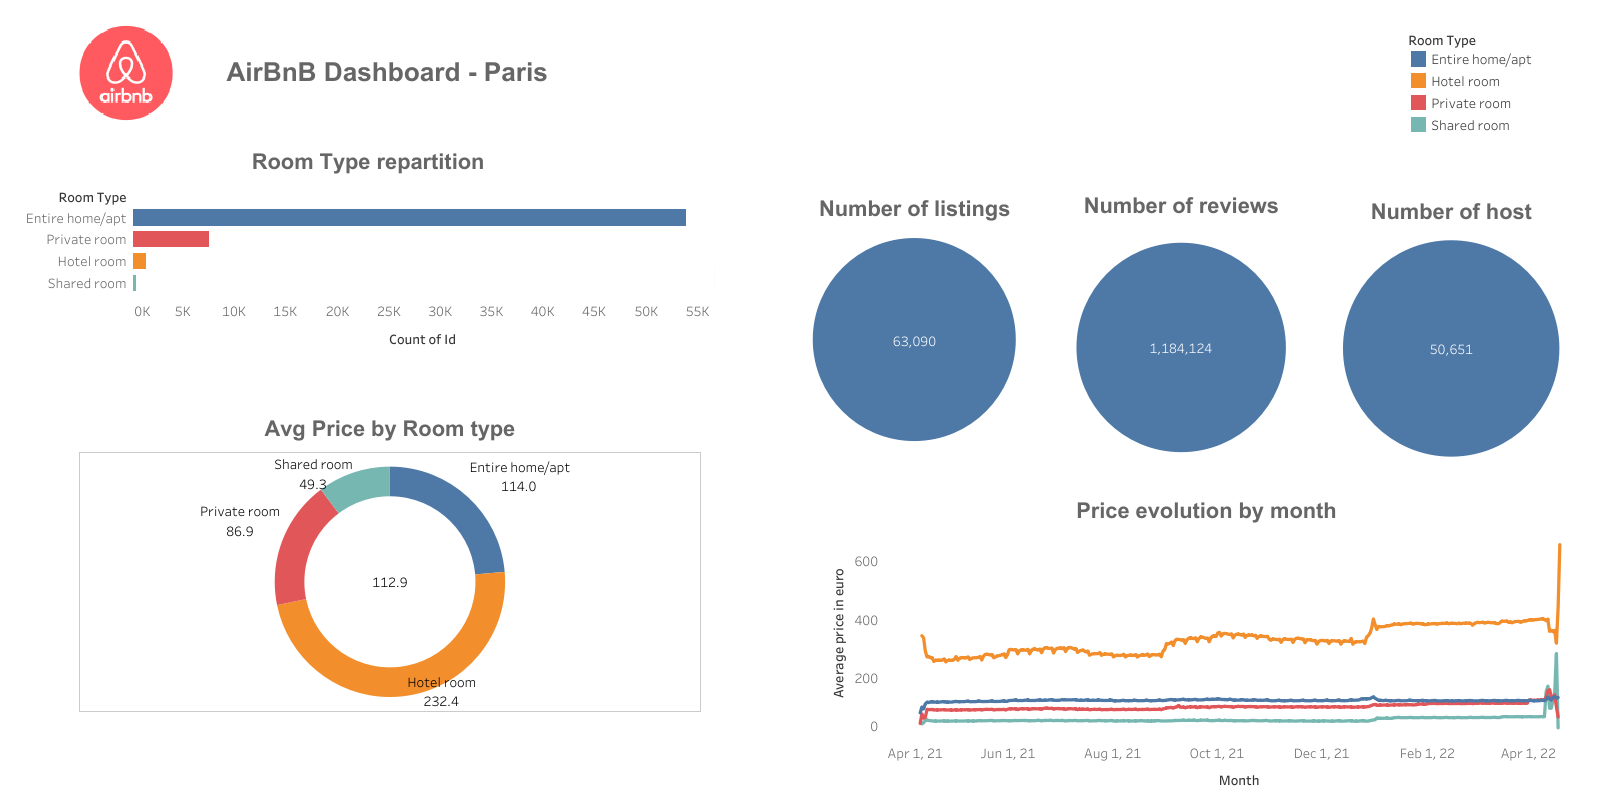 airbnb
AirBnB Dashboard - Paris
Room Type
Entire home/apt
Hotel room
Private room
Shared room
Room Type repartition
Room Type
Entire home/apt
Private room
Hotel room
Shared room
0K 5K 10K 15K 20K 25K 30K 35K 40K 45K 50K 55K
Count of Id
Number of listings
63,090
Number of reviews
1,184,124
Number of host
50,651
Avg Price by Room type
Shared room
49.3
Entire home/apt
114.0
Private room
86.9
112.9
Hotel room
232.4
Price evolution by month
Average price in euro
600
400
200
0
Apr 1, 21 Jun 1, 21 Aug 1, 21 Oct 1, 21 Dec 1, 21 Feb 1, 22 Apr 1, 22
Month